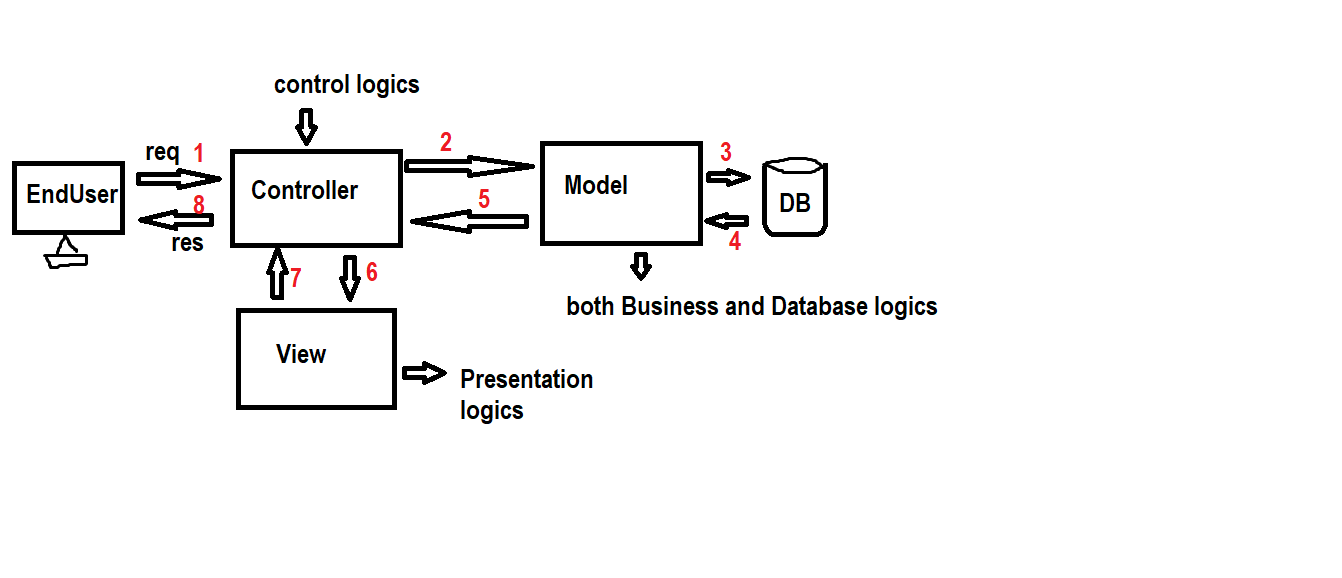 control logics
req 1
2
3
EndUser
Controller
Model
DB
8
5
4
res
7
6
both Business and Database logics
View
Presentation
logics